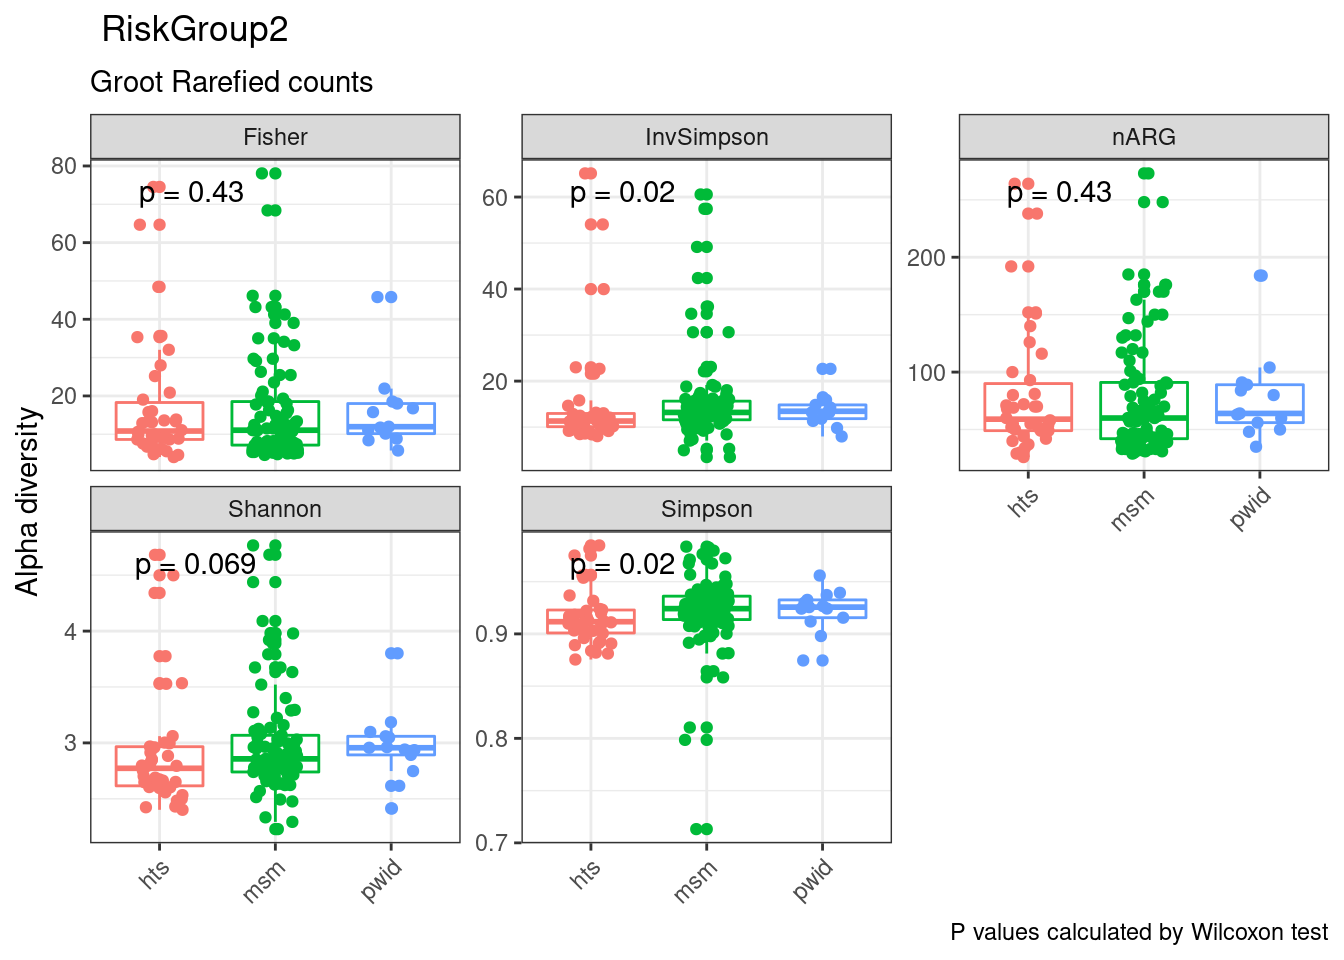 RiskGroup2
Groot Rarefied counts
Fisher
InvSimpson
nARG
80
60
40
20
p = 0.43
60
40
20
p = 0.02
200
100
p = 0.43
hts
msm
pwid
Alpha diversity
Shannon
Simpson
4
3
p = 0.069
0.9
0.8
0.7
p = 0.02
hts
msm
pwid
hts
msm
pwid
P values calculated by Wilcoxon test